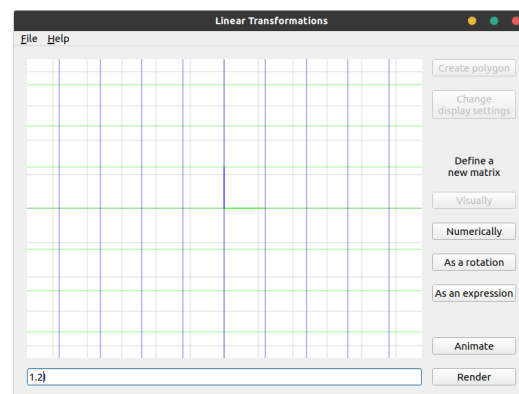 Linear Transformations
File Help
Create polygon
Change
display settings
Define a
new matrix
Visually
Numerically
As a rotation
As an expression
Animate
1.2I
Render